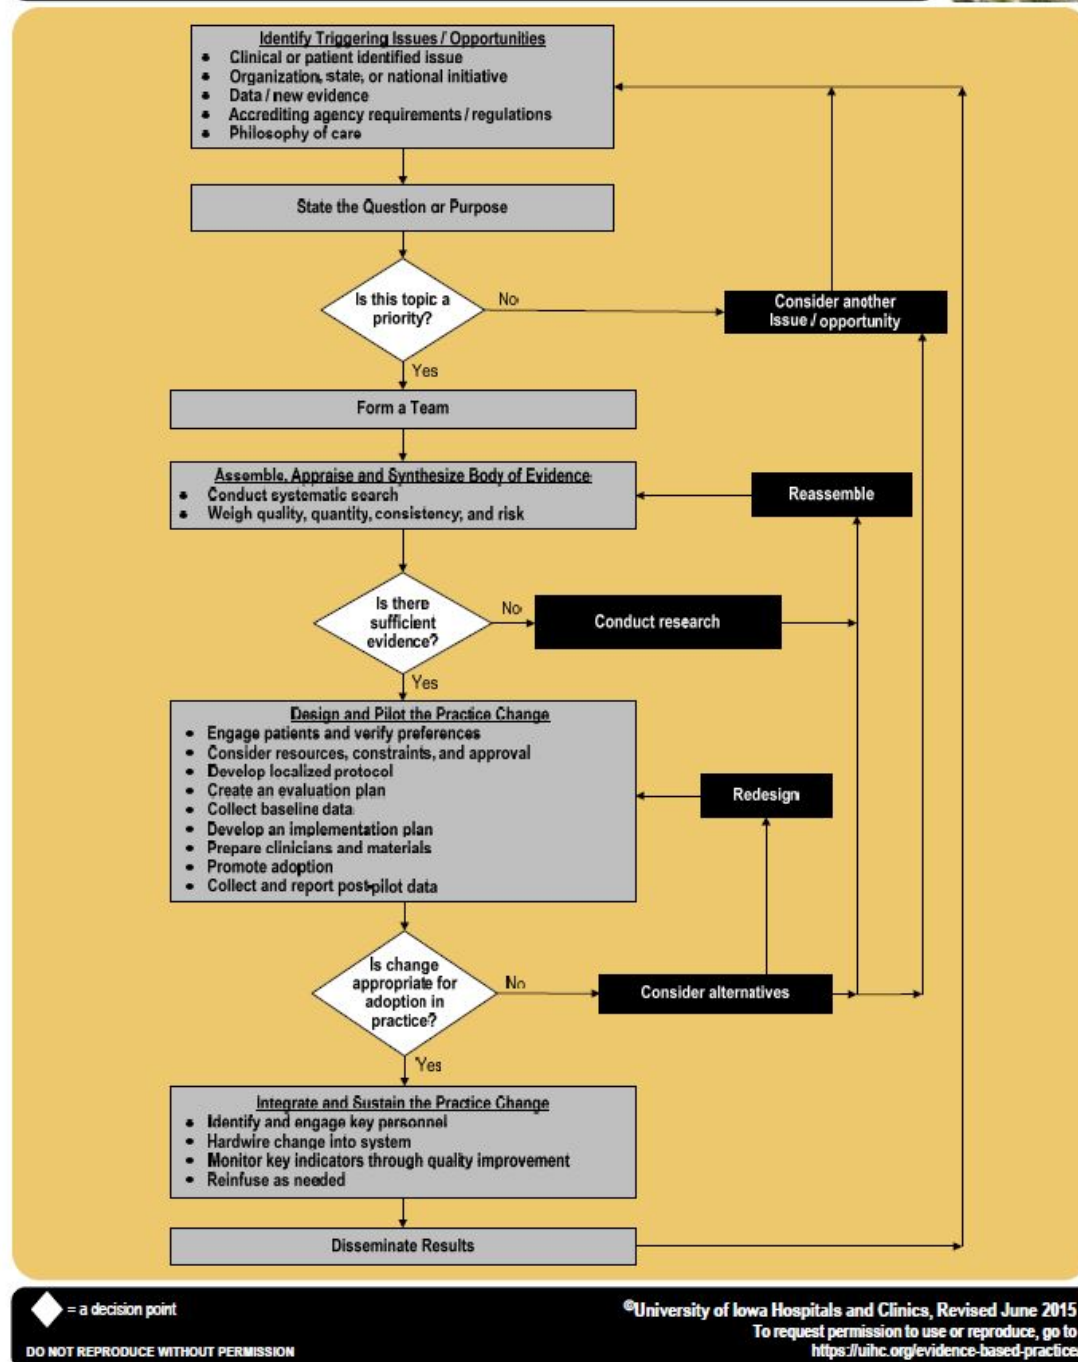 Identify Triggering Issues / Opportunities
• Clinical or patient identified issue
• Organization, state, or national initiative
• Data / new evidence
• Accrediting agency requirements / regulations
• Philosophy of care
State the Question or Purpose
Is this topic a
priority?
No
Consider another
Issue / opportunity
Yes
Form a Team
Assemble, Appraise and Synthesize Body of Evidence
• Conduct systematic search
• Weigh quality, quantity, consistency, and risk
Reassemble
Is there
sufficient
evidence?
No
Conduct research
Yes
Design and Pilot the Practice Change
• Engage patients and verify preferences
• Consider resources, constraints, and approval
• Develop localized protocol
• Create an evaluation plan
• Collect baseline data
• Develop an implementation plan
• Prepare clinicians and materials
• Promote adoption
• Collect and report post-pilot data
Redesign
Is change
appropriate for
adoption in
practice?
No
Consider alternatives
Yes
Integrate and Sustain the Practice Change
• Identify and engage key personnel
• Hardwire change into system
• Monitor key indicators through quality improvement
• Reinfuse as needed
Disseminate Results
= a decision point
©University of Iowa Hospitals and Clinics, Revised June 2015
To request permission to use or reproduce, go to
https://uihc.org/evidence-based-practice
DO NOT REPRODUCE WITHOUT PERMISSION